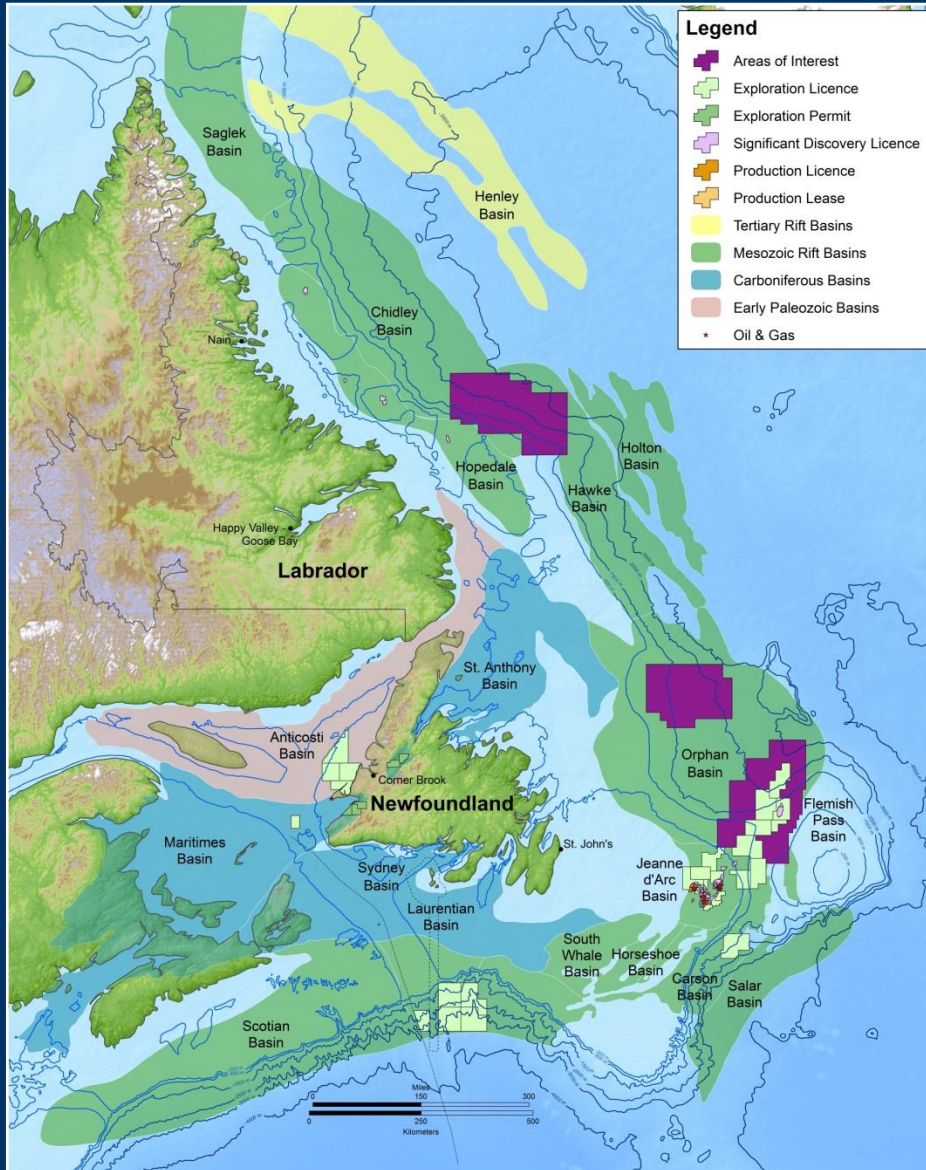 Legend
Areas of Interest
Exploration Licence
Exploration Permit
Significant Discovery Licence
Production Licence
Production Lease
Tertiary Rift Basins
Mesozoic Rift Basins
Carboniferous Basins
Early Paleozoic Basins
Oil & Gas
Saglek
Basin
Henley
Basin
Chidley
Basin
Nain
Hopedale
Basin
Holton
Basin
Hawke
Basin
Happy Valley -
Goose Bay
Labrador
St. Anthony
Basin
Anticosti
Basin
Corner Brook
Newfoundland
Orphan
Basin
Flemish
Pass
Basin
Maritimes
Basin
St. John's
Sydney
Basin
Jeanne
d'Arc
Basin
Laurentian
Basin
South
Whale
Basin
Horseshoe
Basin
Carson
Basin
Salar
Basin
Scotian
Basin
Miles
0 150 300
0 250 500
Kilometers